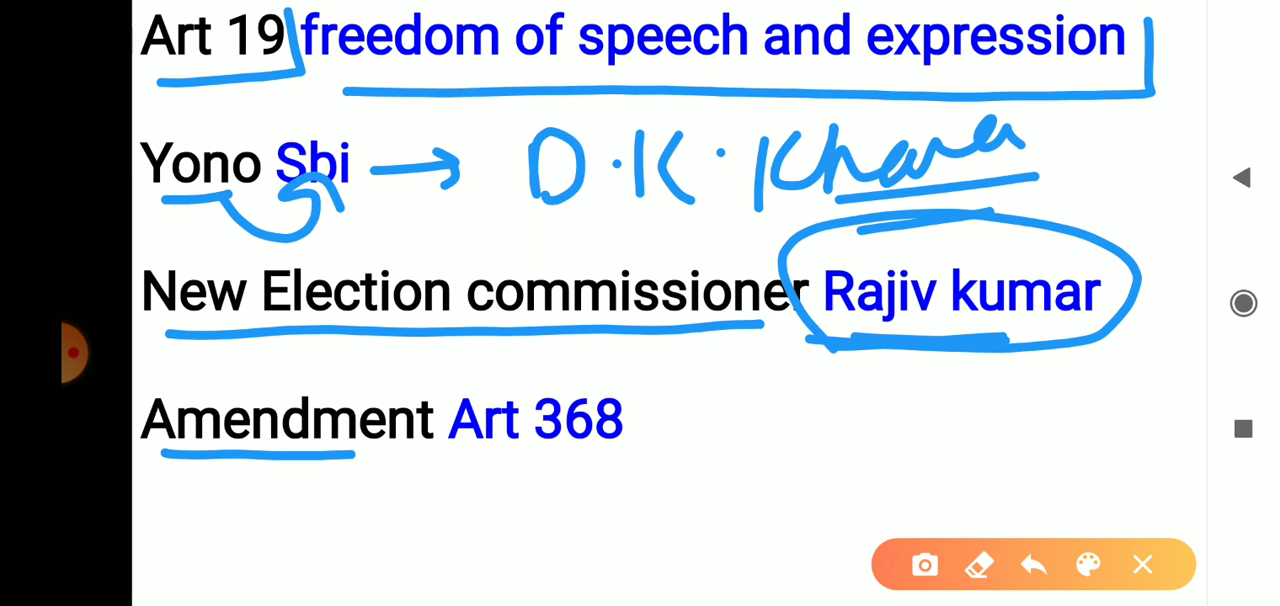 Art 19 freedom of speech and expression
Yono Sbi → D.K. Khara
New Election commissioner Rajiv kumar
Amendment Art 368